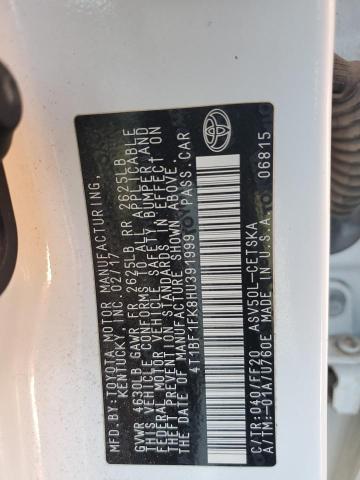 MFD. BY: TOYOTA MOTOR MANUFACTURING,
KENTUCKY, INC. 02/17
GVWR 4630LB GAWR FR 2625LB RR 2625LB
THIS VEHICLE CONFORMS TO ALL APPLICABLE
FEDERAL MOTOR VEHICLE SAFETY, BUMPER, AND
THEFT PREVENTION STANDARDS IN EFFECT ON
THE DATE OF MANUFACTURE SHOWN ABOVE.
4T1BF1FK8HU391999 PASS. CAR
C/TR: 040/FF20 ASV50L-CETSKA
A/TM: -01A/U760E MADE IN U.S.A. 06815